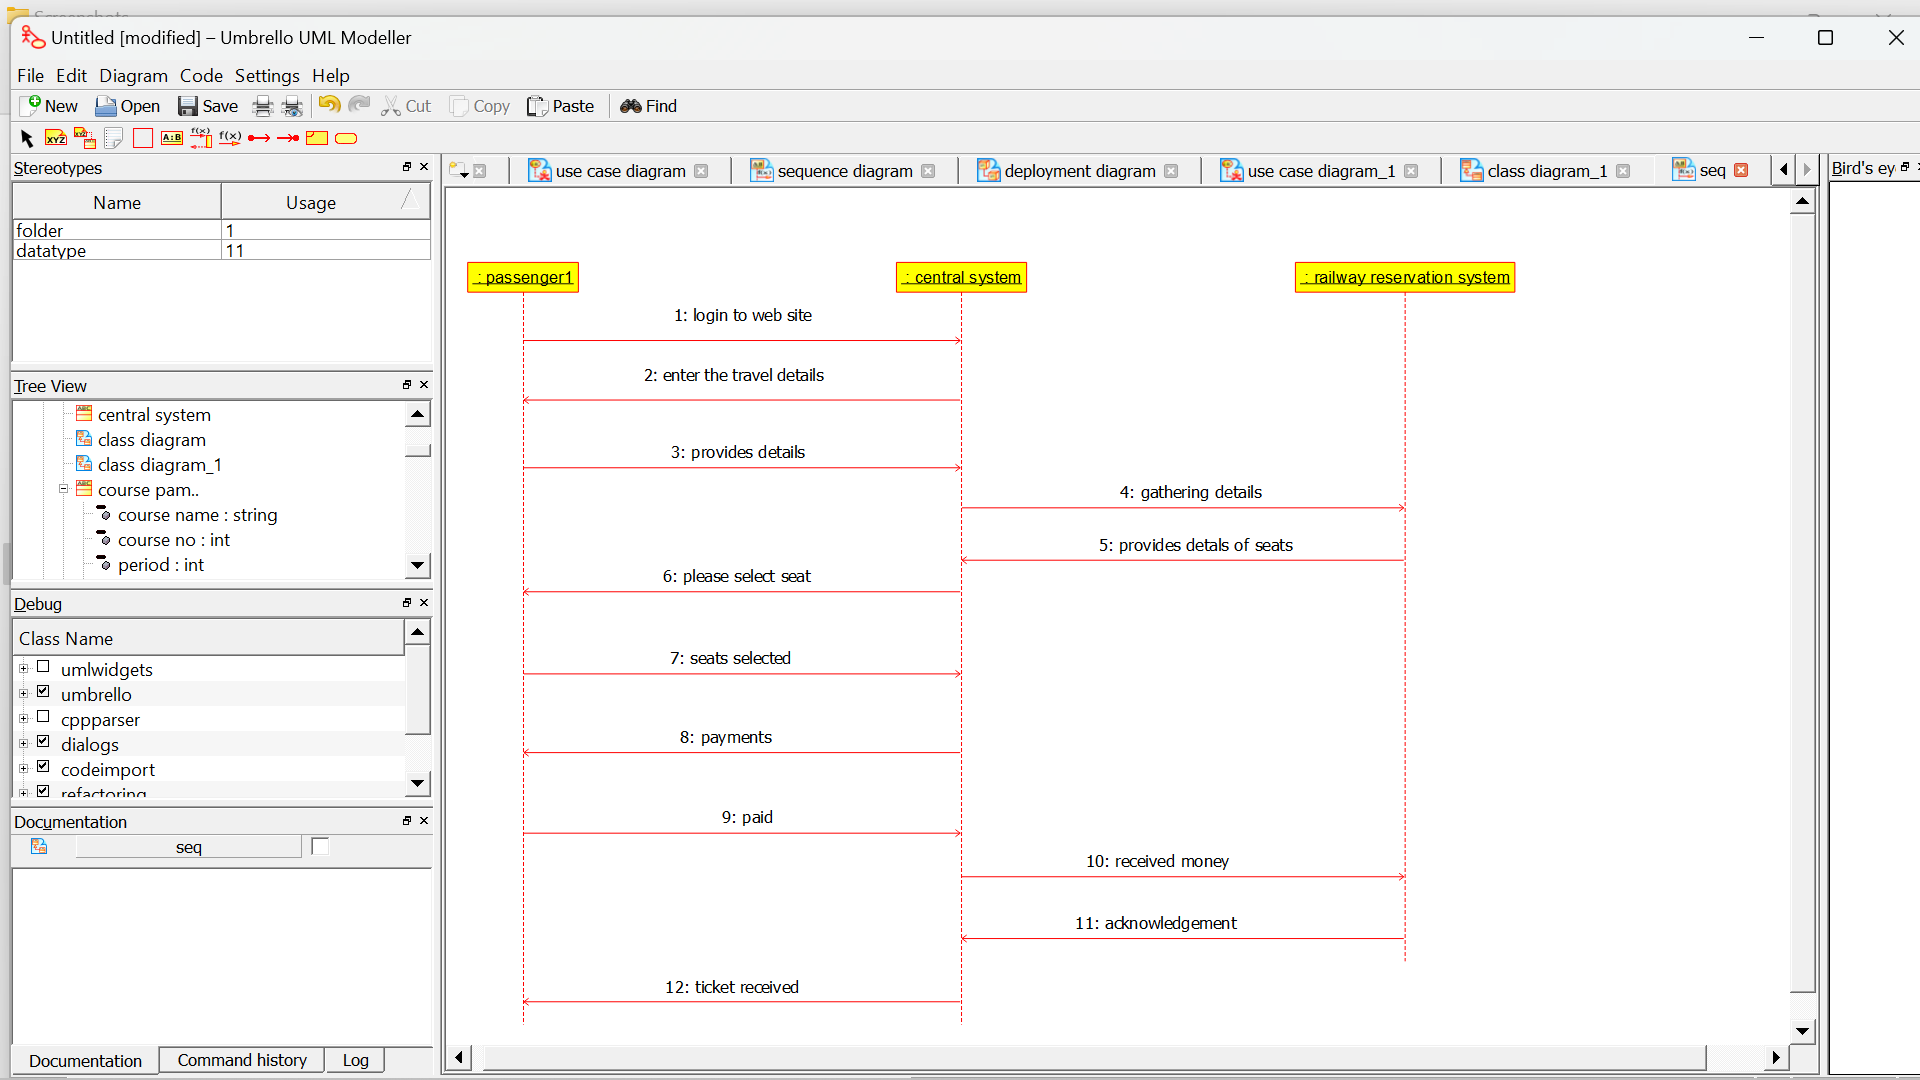 Screenshots
Untitled [modified] – Umbrello UML Modeller
File Edit Diagram Code Settings Help
New Open Save Cut Copy Paste Find
XYZ XYZ A:B f(x) f(x)
Stereotypes
Name Usage
folder 1
datatype 11
Tree View
central system
class diagram
class diagram_1
course pam..
course name : string
course no : int
period : int
Debug
Class Name
umlwidgets
umbrello
cppparser
dialogs
codeimport
refactoring
Documentation
seq
Documentation Command history Log
use case diagram sequence diagram deployment diagram use case diagram_1 class diagram_1 seq
Bird's ey
: passenger1 : central system : railway reservation system
1: login to web site
2: enter the travel details
3: provides details
4: gathering details
5: provides detals of seats
6: please select seat
7: seats selected
8: payments
9: paid
10: received money
11: acknowledgement
12: ticket received